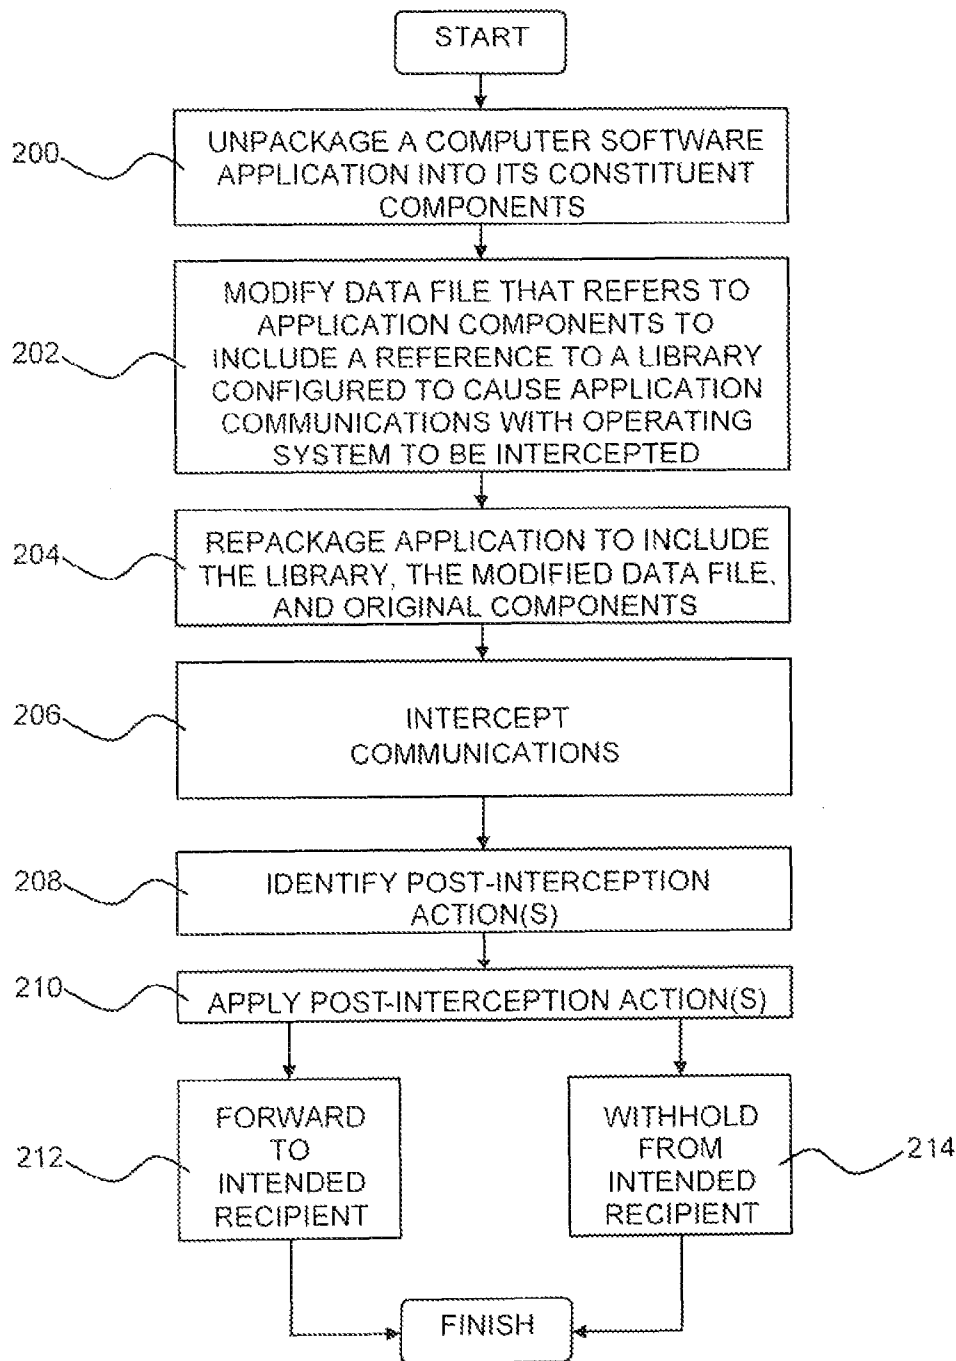 START
200
UNPACKAGE A COMPUTER SOFTWARE
APPLICATION INTO ITS CONSTITUENT
COMPONENTS
202
MODIFY DATA FILE THAT REFERS TO
APPLICATION COMPONENTS TO
INCLUDE A REFERENCE TO A LIBRARY
CONFIGURED TO CAUSE APPLICATION
COMMUNICATIONS WITH OPERATING
SYSTEM TO BE INTERCEPTED
204
REPACKAGE APPLICATION TO INCLUDE
THE LIBRARY, THE MODIFIED DATA FILE,
AND ORIGINAL COMPONENTS
206
INTERCEPT
COMMUNICATIONS
208
IDENTIFY POST-INTERCEPTION
ACTION(S)
210
APPLY POST-INTERCEPTION ACTION(S)
212
FORWARD
TO
INTENDED
RECIPIENT
WITHHOLD
FROM
INTENDED
RECIPIENT
214
FINISH